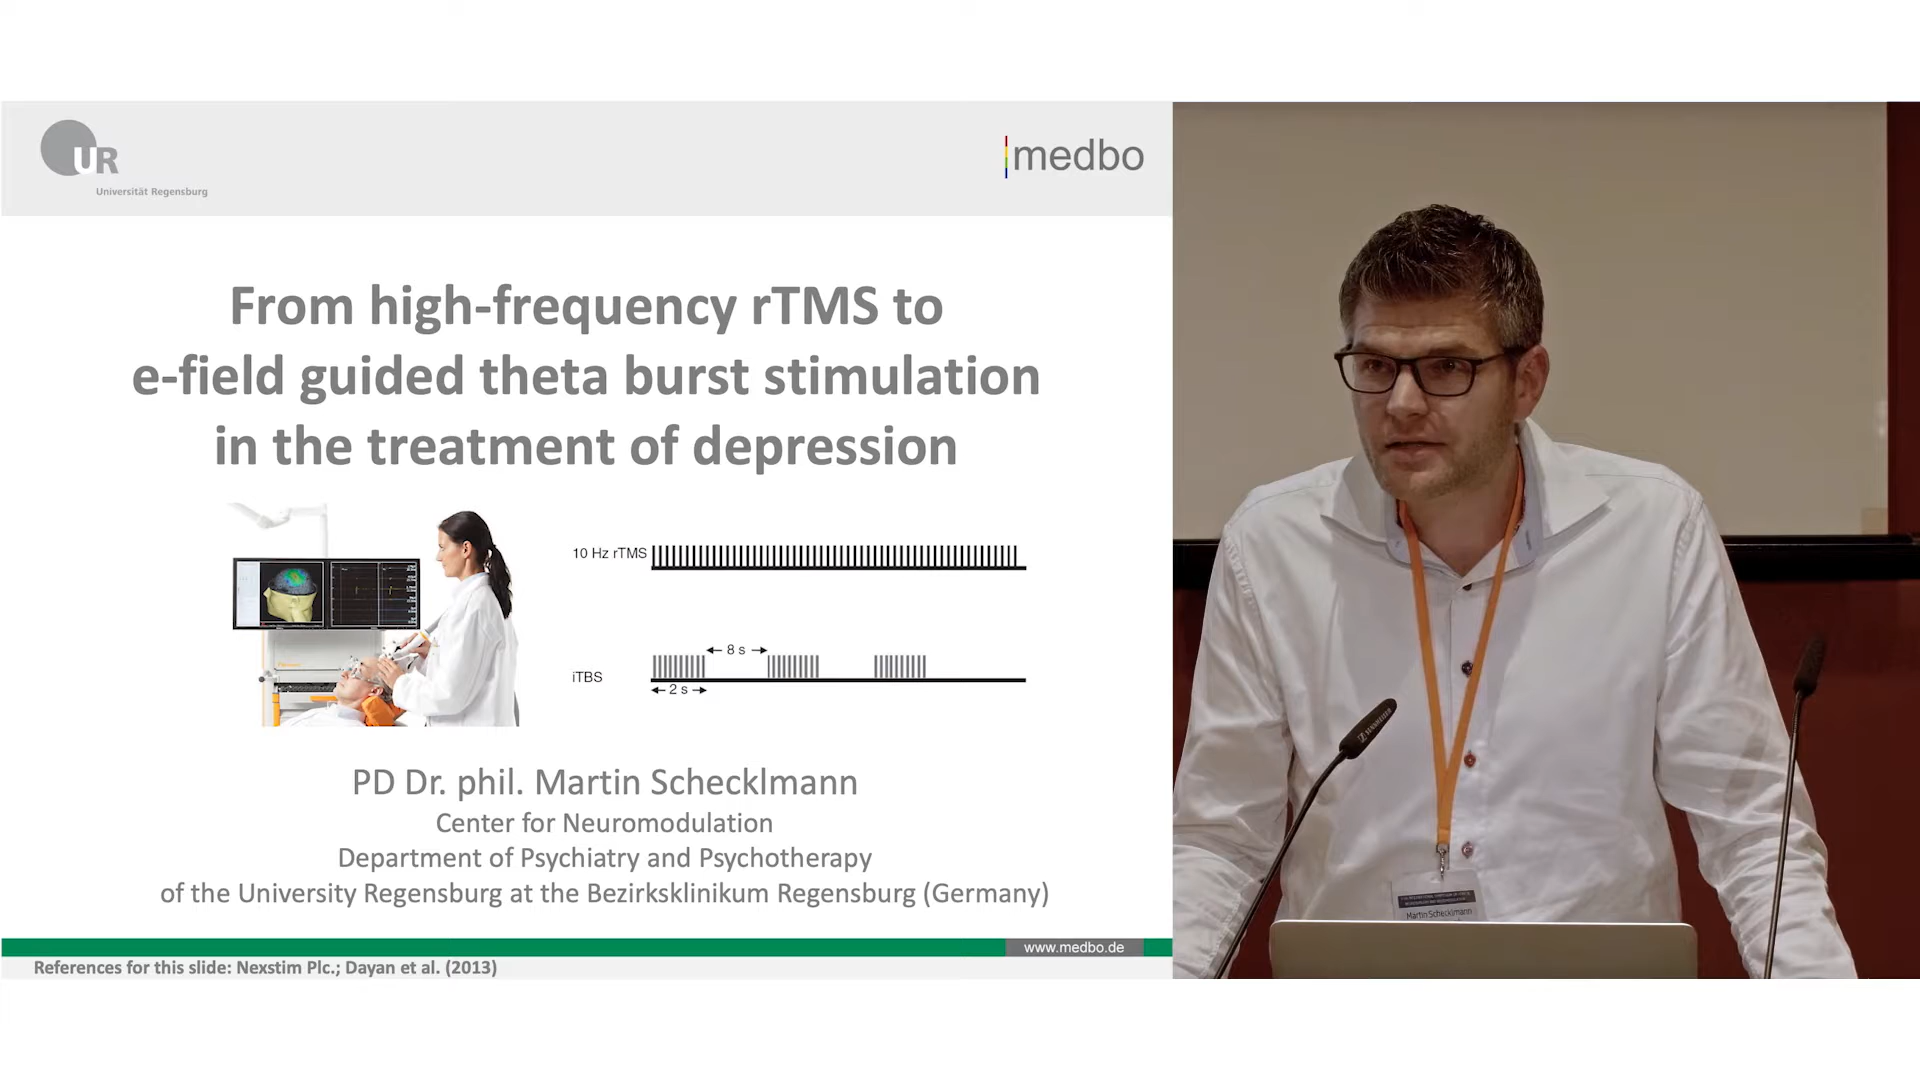 UR
Universität Regensburg
medbo
From high-frequency rTMS to
e-field guided theta burst stimulation
in the treatment of depression
10 Hz rTMS
8 s
iTBS
2 s
PD Dr. phil. Martin Schecklmann
Center for Neuromodulation
Department of Psychiatry and Psychotherapy
of the University Regensburg at the Bezirksklinikum Regensburg (Germany)
www.medbo.de
References for this slide: Nexstim Plc.; Dayan et al. (2013)
SENNHEISER
Martin Schecklmann